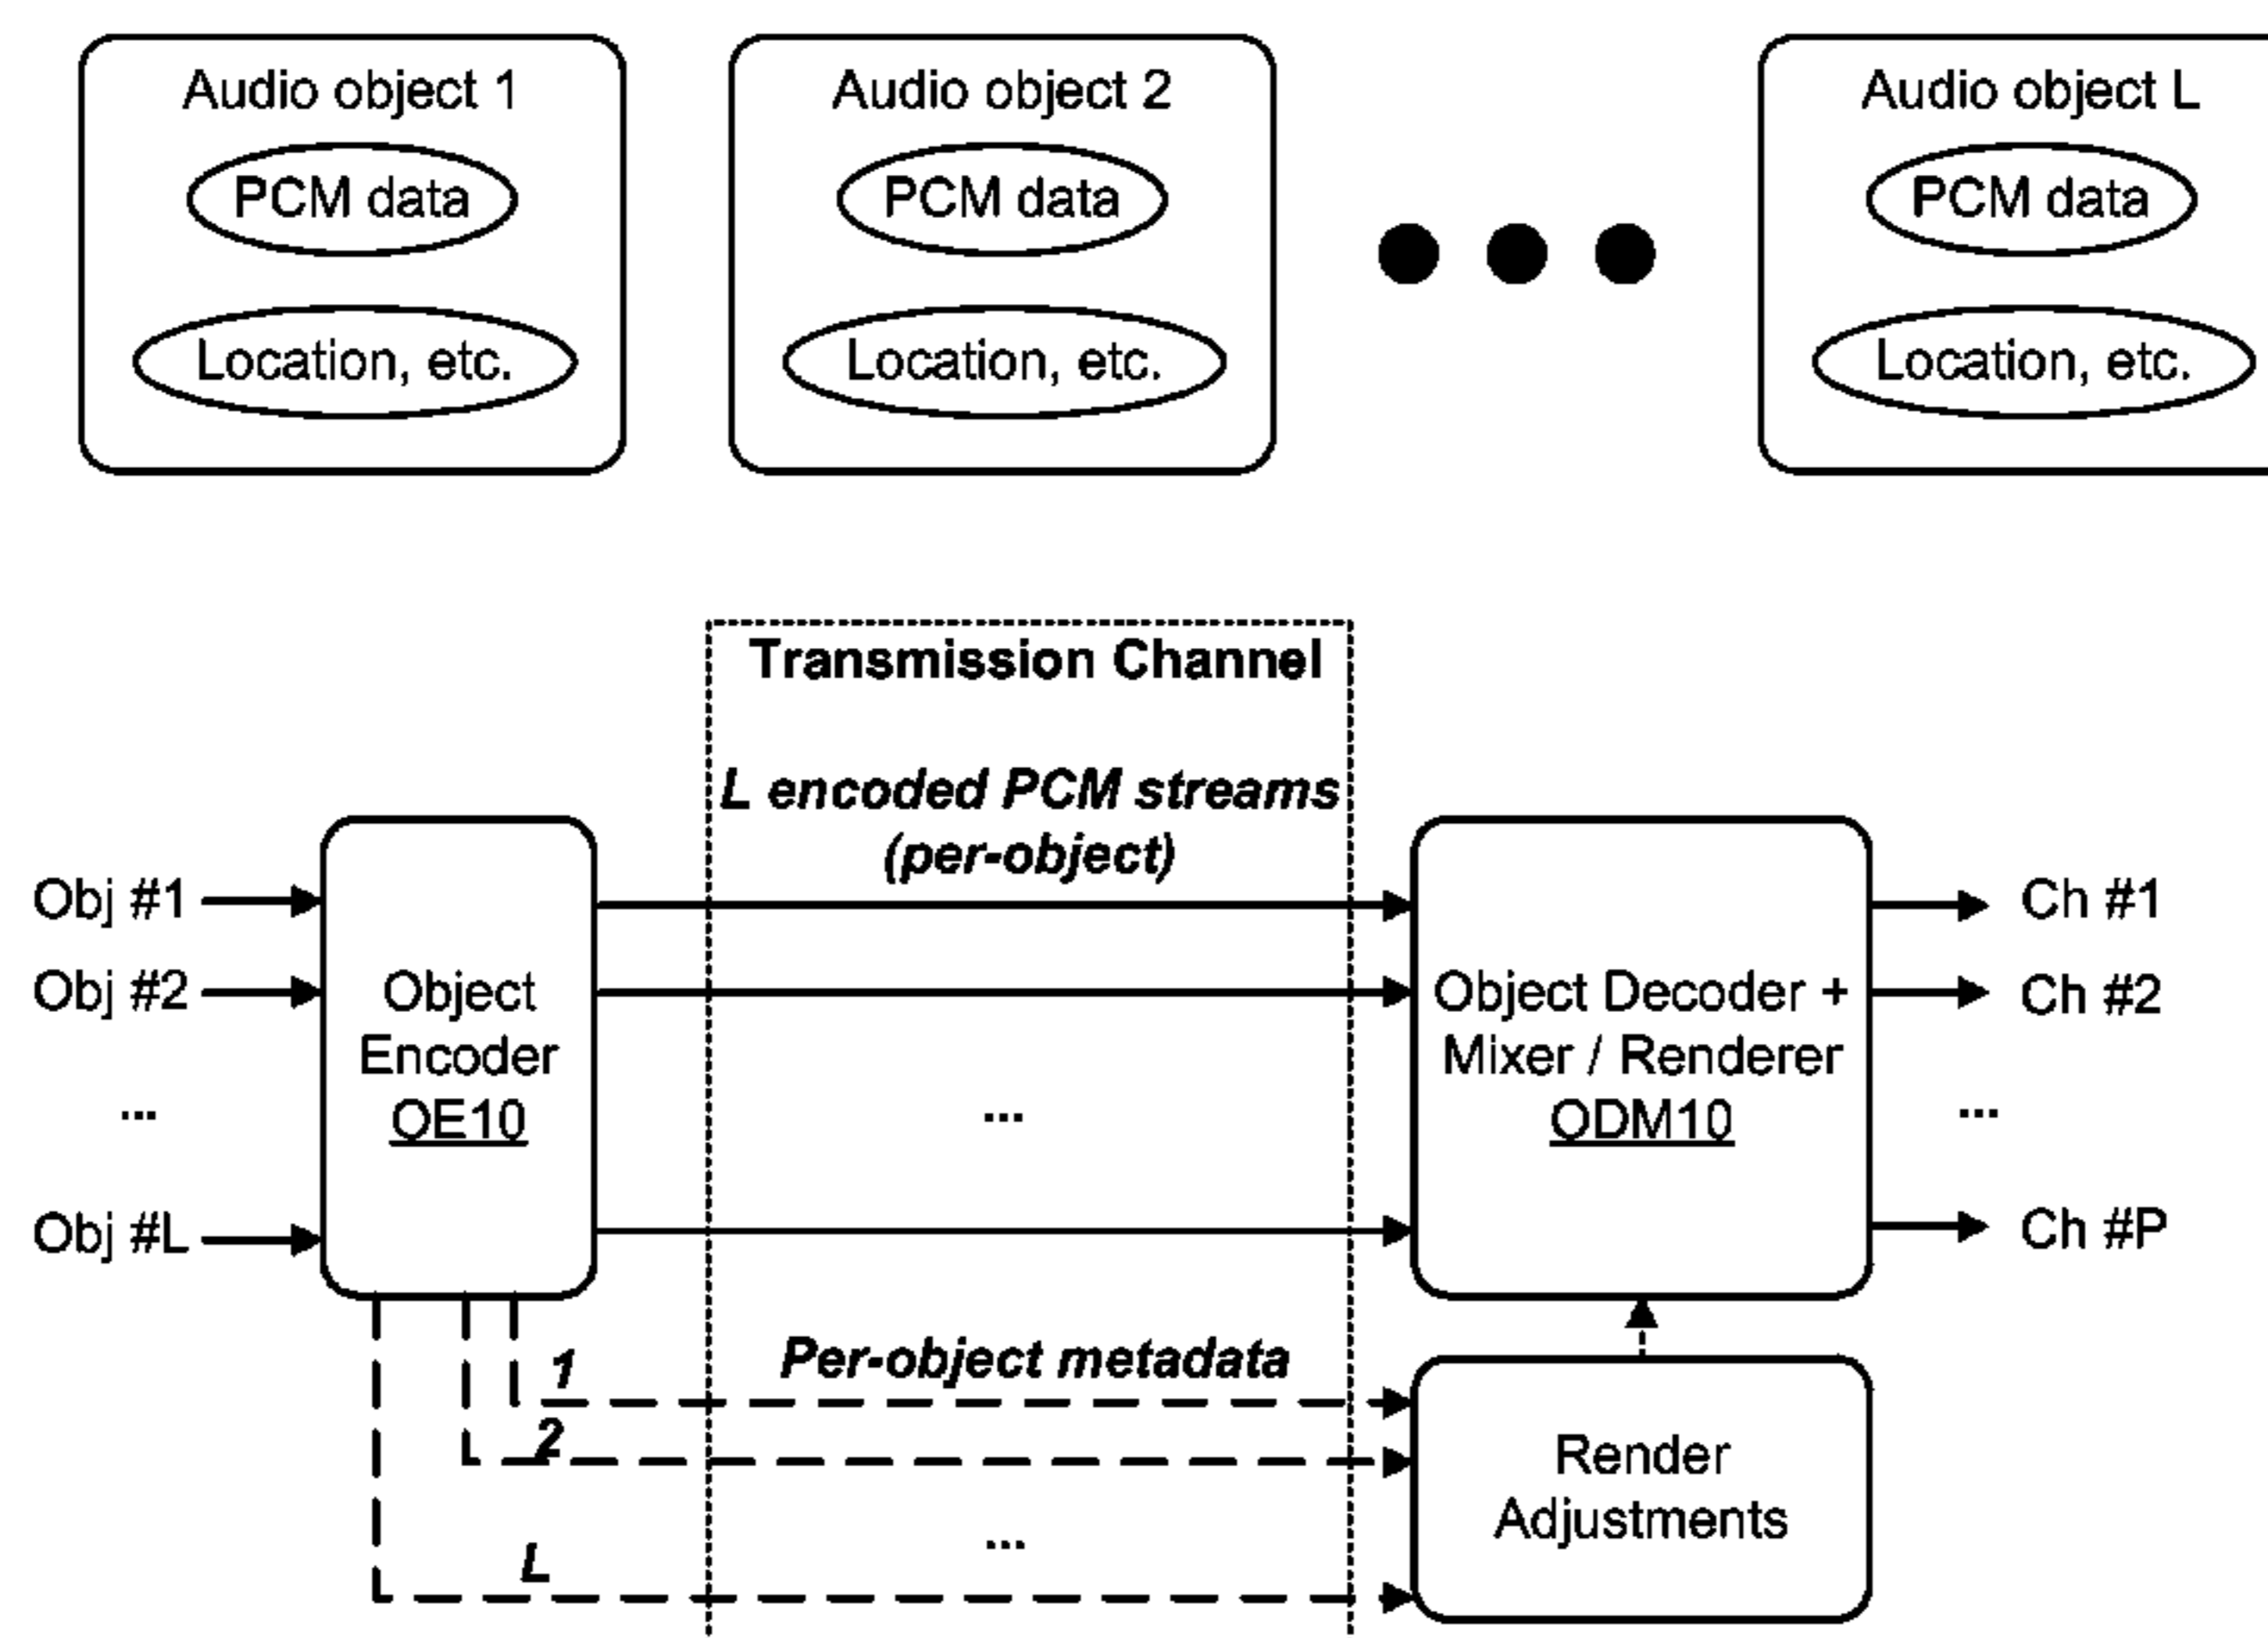 Audio object 1
PCM data
Location, etc.
Audio object 2
PCM data
Location, etc.
Audio object L
PCM data
Location, etc.
Transmission Channel
L encoded PCM streams
(per-object)
Obj #1
Obj #2
...
Obj #L
Object
Encoder
OE10
...
Object Decoder +
Mixer / Renderer
ODM10
Ch #1
Ch #2
...
Ch #P
Per-object metadata
1
2
...
L
Render
Adjustments